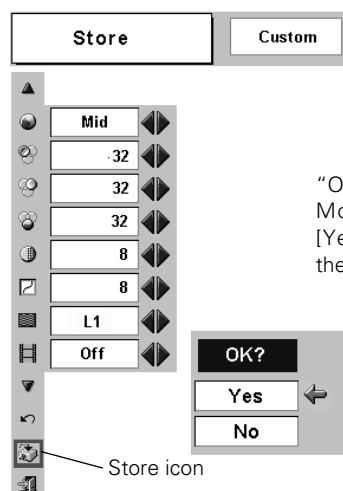 Store
Custom
Mid
32
32
32
8
8
L1
Off
"O
Mo
[Ye
the
OK?
Yes
No
Store icon